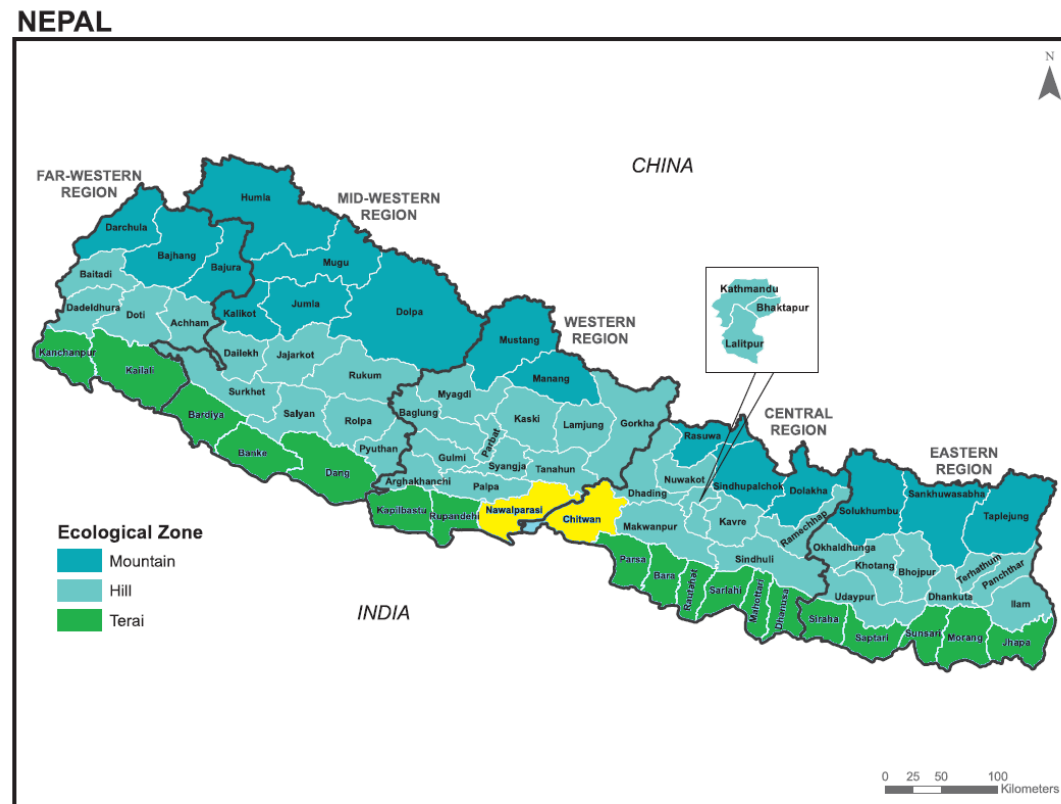 NEPAL
N
CHINA
FAR-WESTERN
REGION
MID-WESTERN
REGION
Humla
Darchula
Bajhang
Bajura
Mugu
Baitadi
Jumla
Dolpa
Kalikot
Dadeldhura
Doti
Achham
Kathmandu
Bhaktapur
Lalitpur
WESTERN
REGION
Mustang
Manang
Kanchanpur
Kailali
Dailekh
Jajarkot
Rukum
Surkhet
Salyan
Rolpa
Bardiya
Banke
Dang
Pyuthan
Myagdi
Baglung
Parbat
Kaski
Lamjung
Gorkha
Gulmi
Syangja
Tanahun
Arghakhanchi
Palpa
Kapilbastu
Rupandehi
Nawalparasi
Chitwan
CENTRAL
REGION
Rasuwa
Nuwakot
Sindhupalchok
Dolakha
Dhading
Ramechhap
Makwanpur
Kavre
Sindhuli
Parsa
Bara
Rautahat
Sarlahi
Mahottari
Dhanusa
EASTERN
REGION
Sankhuwasabha
Solukhumbu
Taplejung
Okhaldhunga
Khotang
Bhojpur
Terhathum
Panchthar
Udaypur
Dhankuta
Ilam
Siraha
Saptari
Sunsari
Morang
Jhapa
INDIA
Ecological Zone
Mountain
Hill
Terai
0 25 50 100
Kilometers